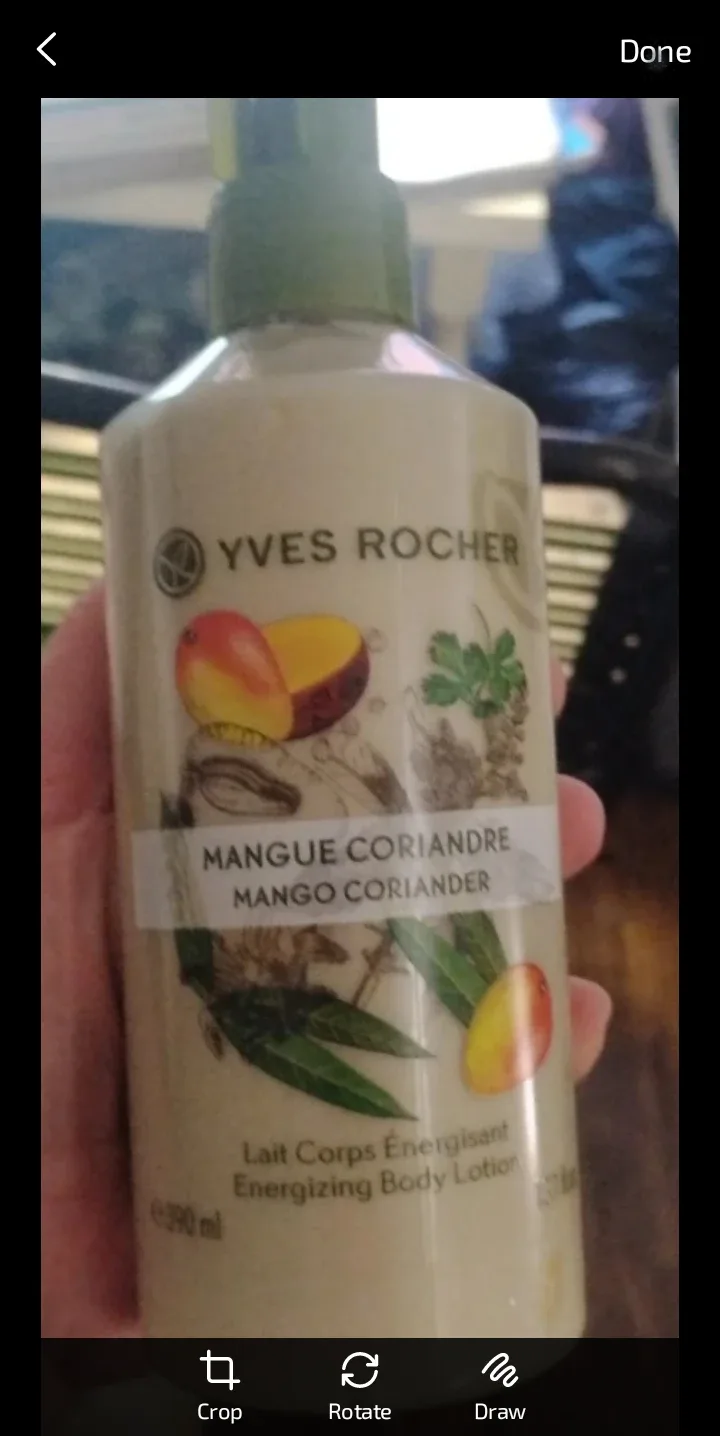 Done
YVES ROCHER
MANGUE CORIANDRE
MANGO CORIANDER
Lait Corps Énergisant
Energizing Body Lotion
390 ml
Crop
Rotate
Draw